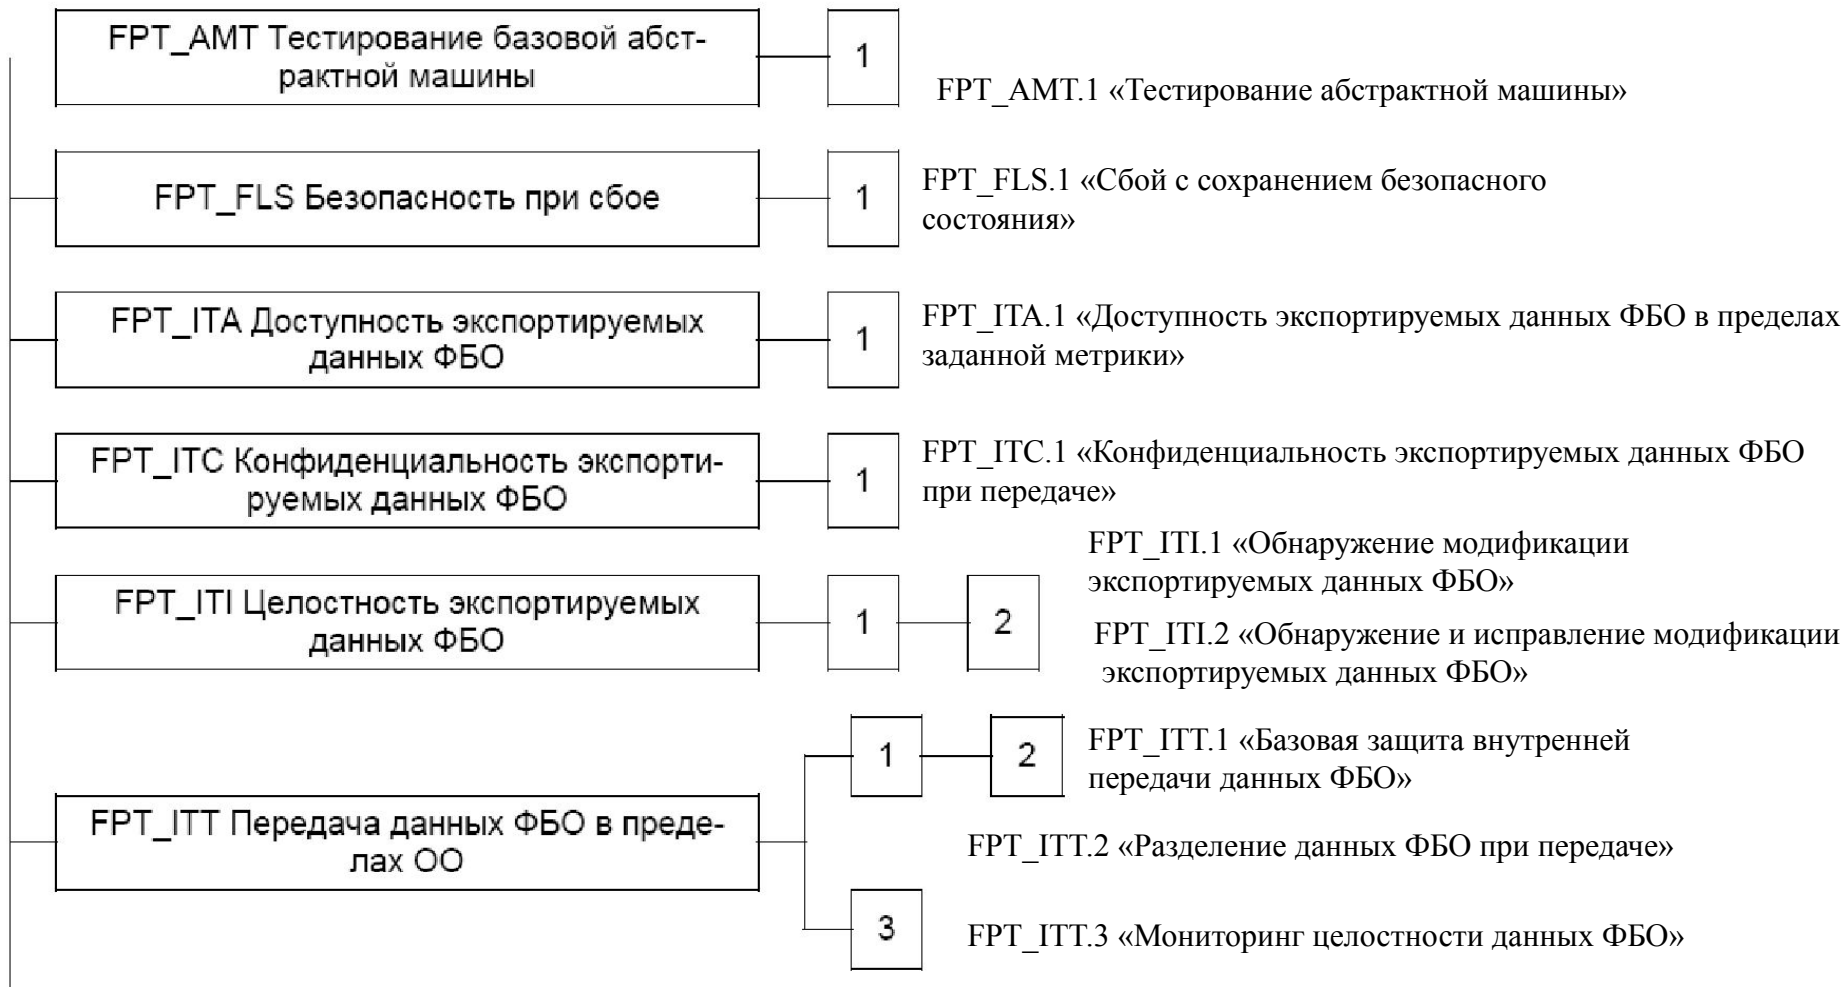 FPT_AMT Тестирование базовой абст-
рактной машины
1
FPT_AMT.1 «Тестирование абстрактной машины»
FPT_FLS Безопасность при сбое
1
FPT_FLS.1 «Сбой с сохранением безопасного
состояния»
FPT_ITA Доступность экспортируемых
данных ФБО
1
FPT_ITA.1 «Доступность экспортируемых данных ФБО в пределах
заданной метрики»
FPT_ITC Конфиденциальность экспорти-
руемых данных ФБО
1
FPT_ITC.1 «Конфиденциальность экспортируемых данных ФБО
при передаче»
FPT_ITI Целостность экспортируемых
данных ФБО
1
2
FPT_ITI.1 «Обнаружение модификации
экспортируемых данных ФБО»
FPT_ITI.2 «Обнаружение и исправление модификации
экспортируемых данных ФБО»
FPT_ITT Передача данных ФБО в преде-
лах ОО
1
2
FPT_ITT.1 «Базовая защита внутренней
передачи данных ФБО»
FPT_ITT.2 «Разделение данных ФБО при передаче»
3
FPT_ITT.3 «Мониторинг целостности данных ФБО»